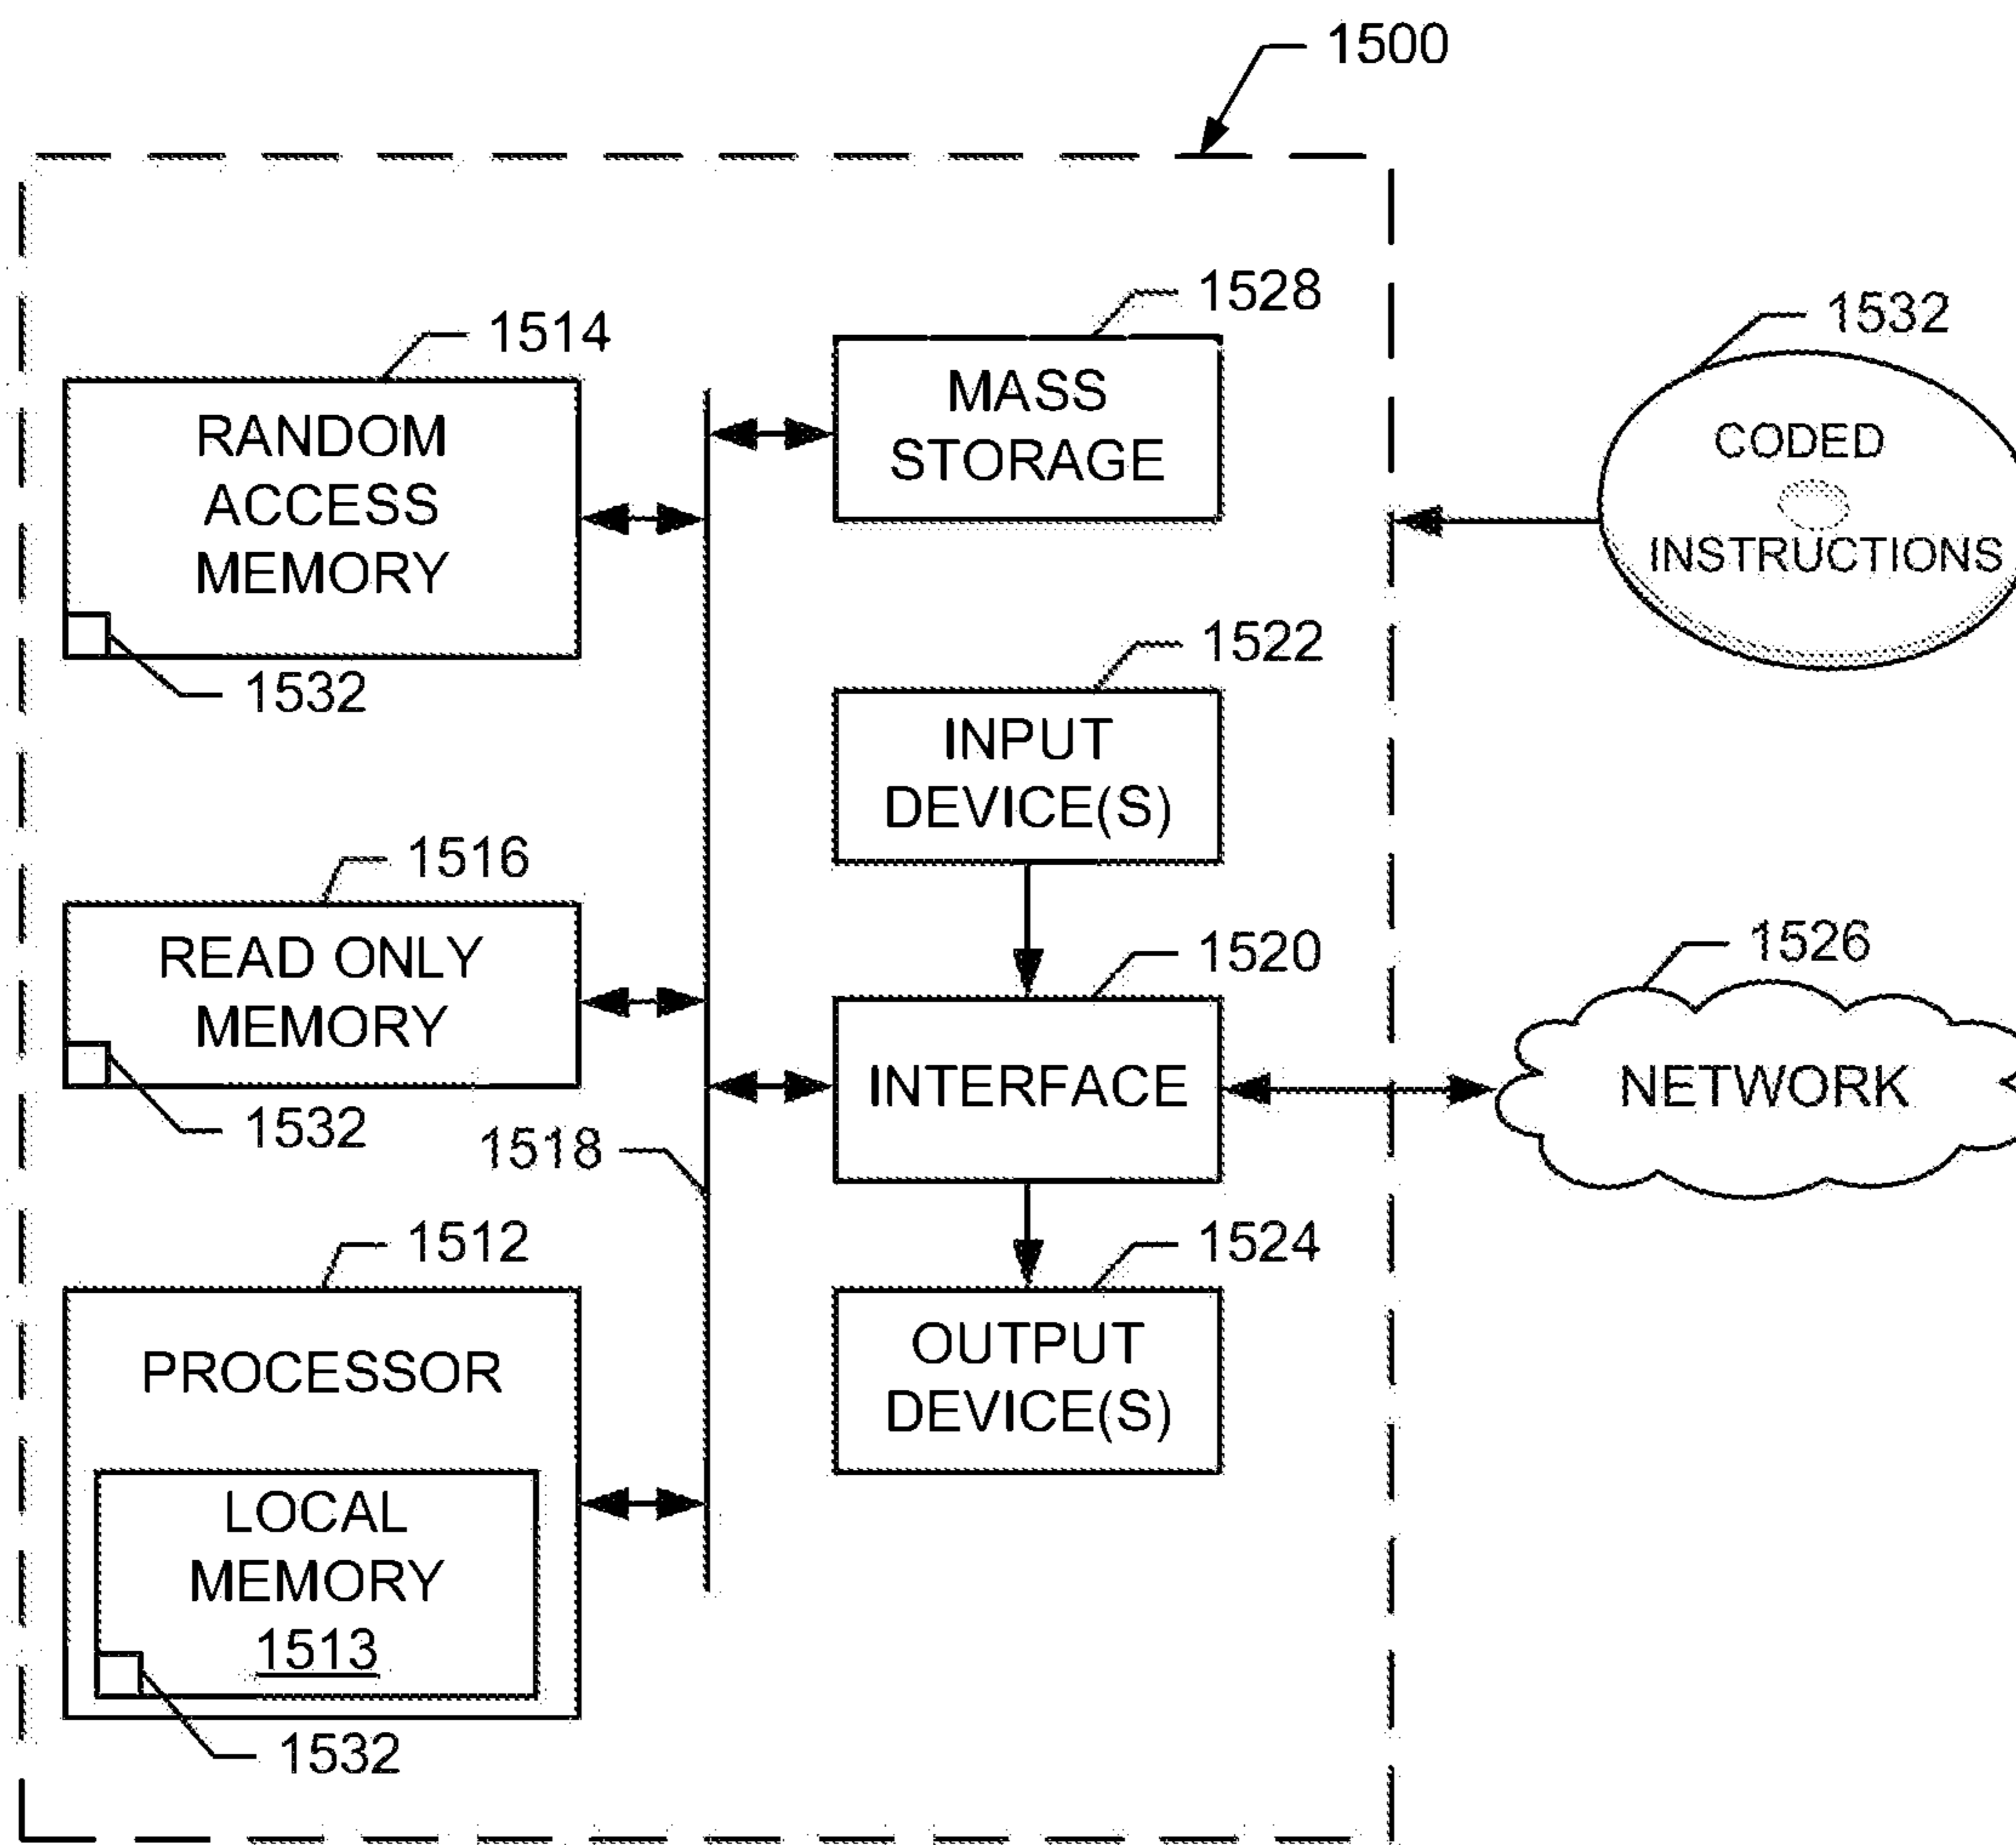 1500
1528
MASS
STORAGE
1514
RANDOM
ACCESS
MEMORY
1532
1532
CODED
INSTRUCTIONS
1522
INPUT
DEVICE(S)
1516
READ ONLY
MEMORY
1532
1520
INTERFACE
1526
NETWORK
1518
1512
PROCESSOR
LOCAL
MEMORY
1513
1532
1524
OUTPUT
DEVICE(S)